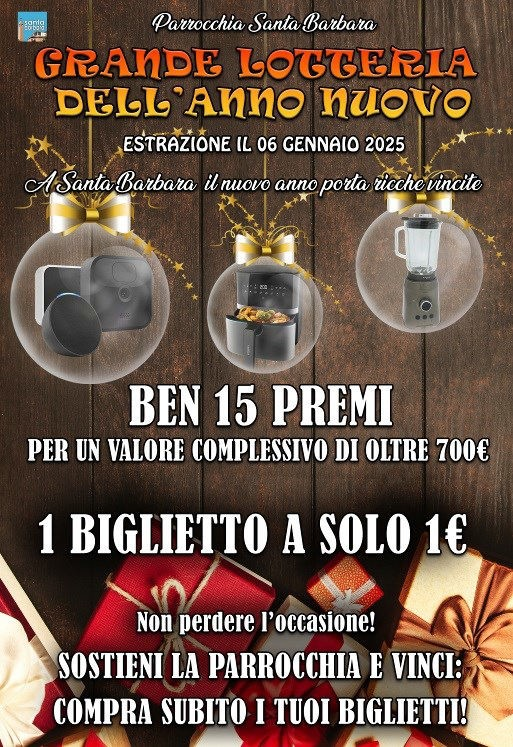 santa
barbara
Parrocchia Santa Barbara
GRANDE LOTTERIA
DELL'ANNO NUOVO
ESTRAZIONE IL 06 GENNAIO 2025
A Santa Barbara il nuovo anno porta ricche vincite
BEN 15 PREMI
PER UN VALORE COMPLESSIVO DI OLTRE 700€
1 BIGLIETTO A SOLO 1€
Non perdere l'occasione!
SOSTIENI LA PARROCCHIA E VINCI:
COMPRA SUBITO I TUOI BIGLIETTI!